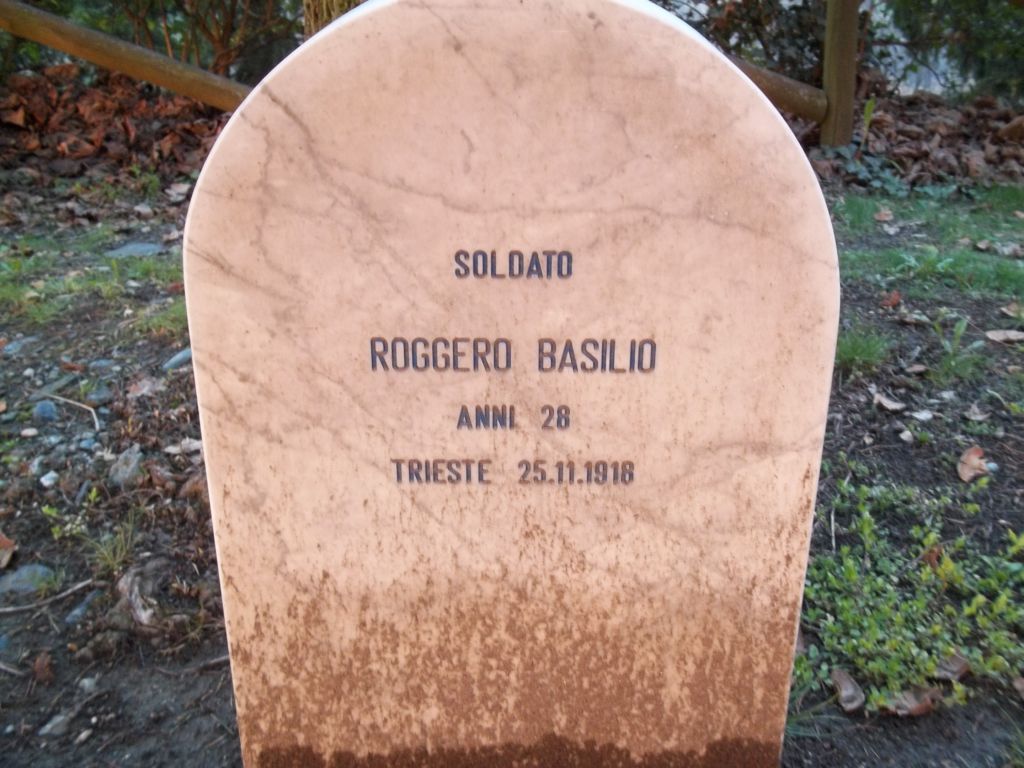 SOLDATO
ROGGERO BASILIO
ANNI 28
TRIESTE 25.11.1918